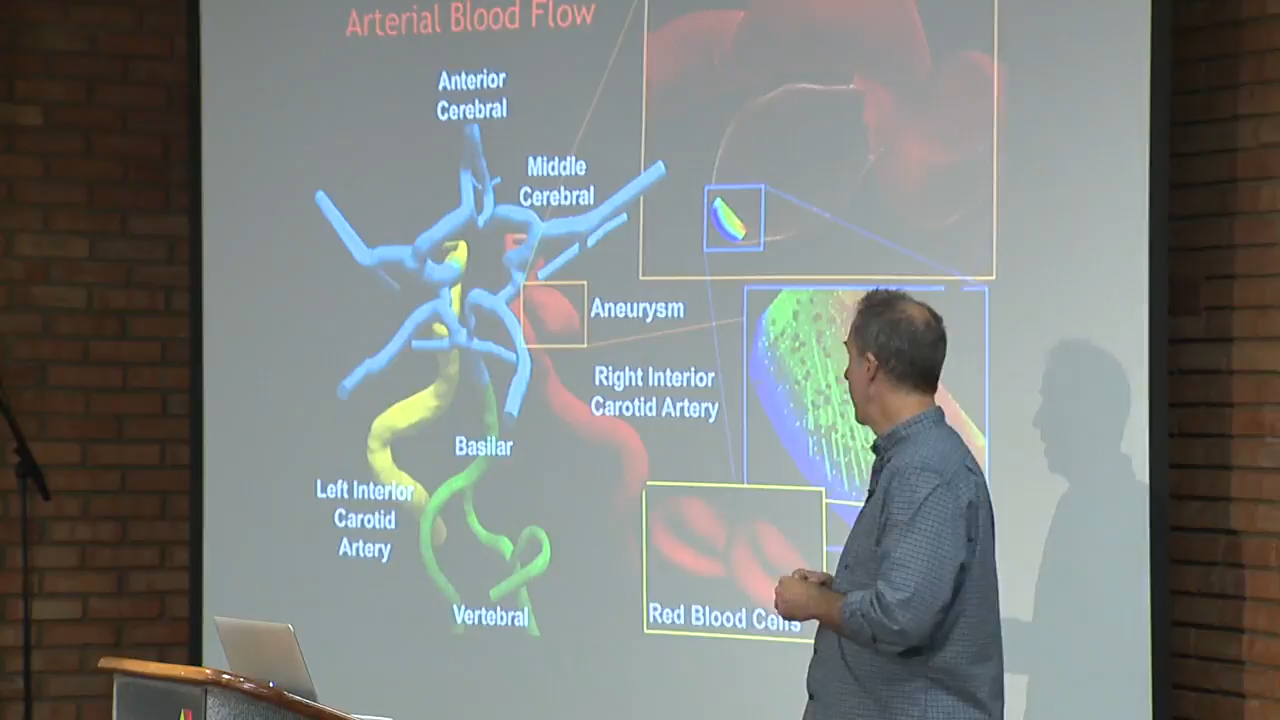 Arterial Blood Flow
Anterior
Cerebral
Middle
Cerebral
Aneurysm
Right Interior
Carotid Artery
Basilar
Left Interior
Carotid
Artery
Vertebral
Red Blood Cells